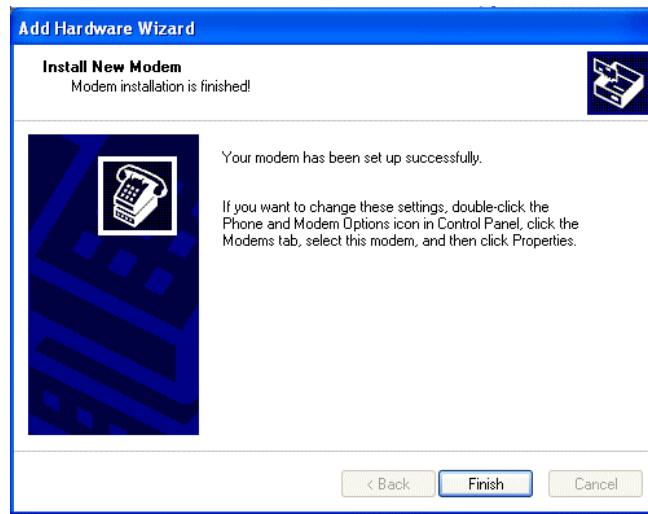 Add Hardware Wizard
Install New Modem
Modem installation is finished!
Your modem has been set up successfully.
If you want to change these settings, double-click the
Phone and Modem Options icon in Control Panel, click the
Modems tab, select this modem, and then click Properties.
< Back
Finish
Cancel